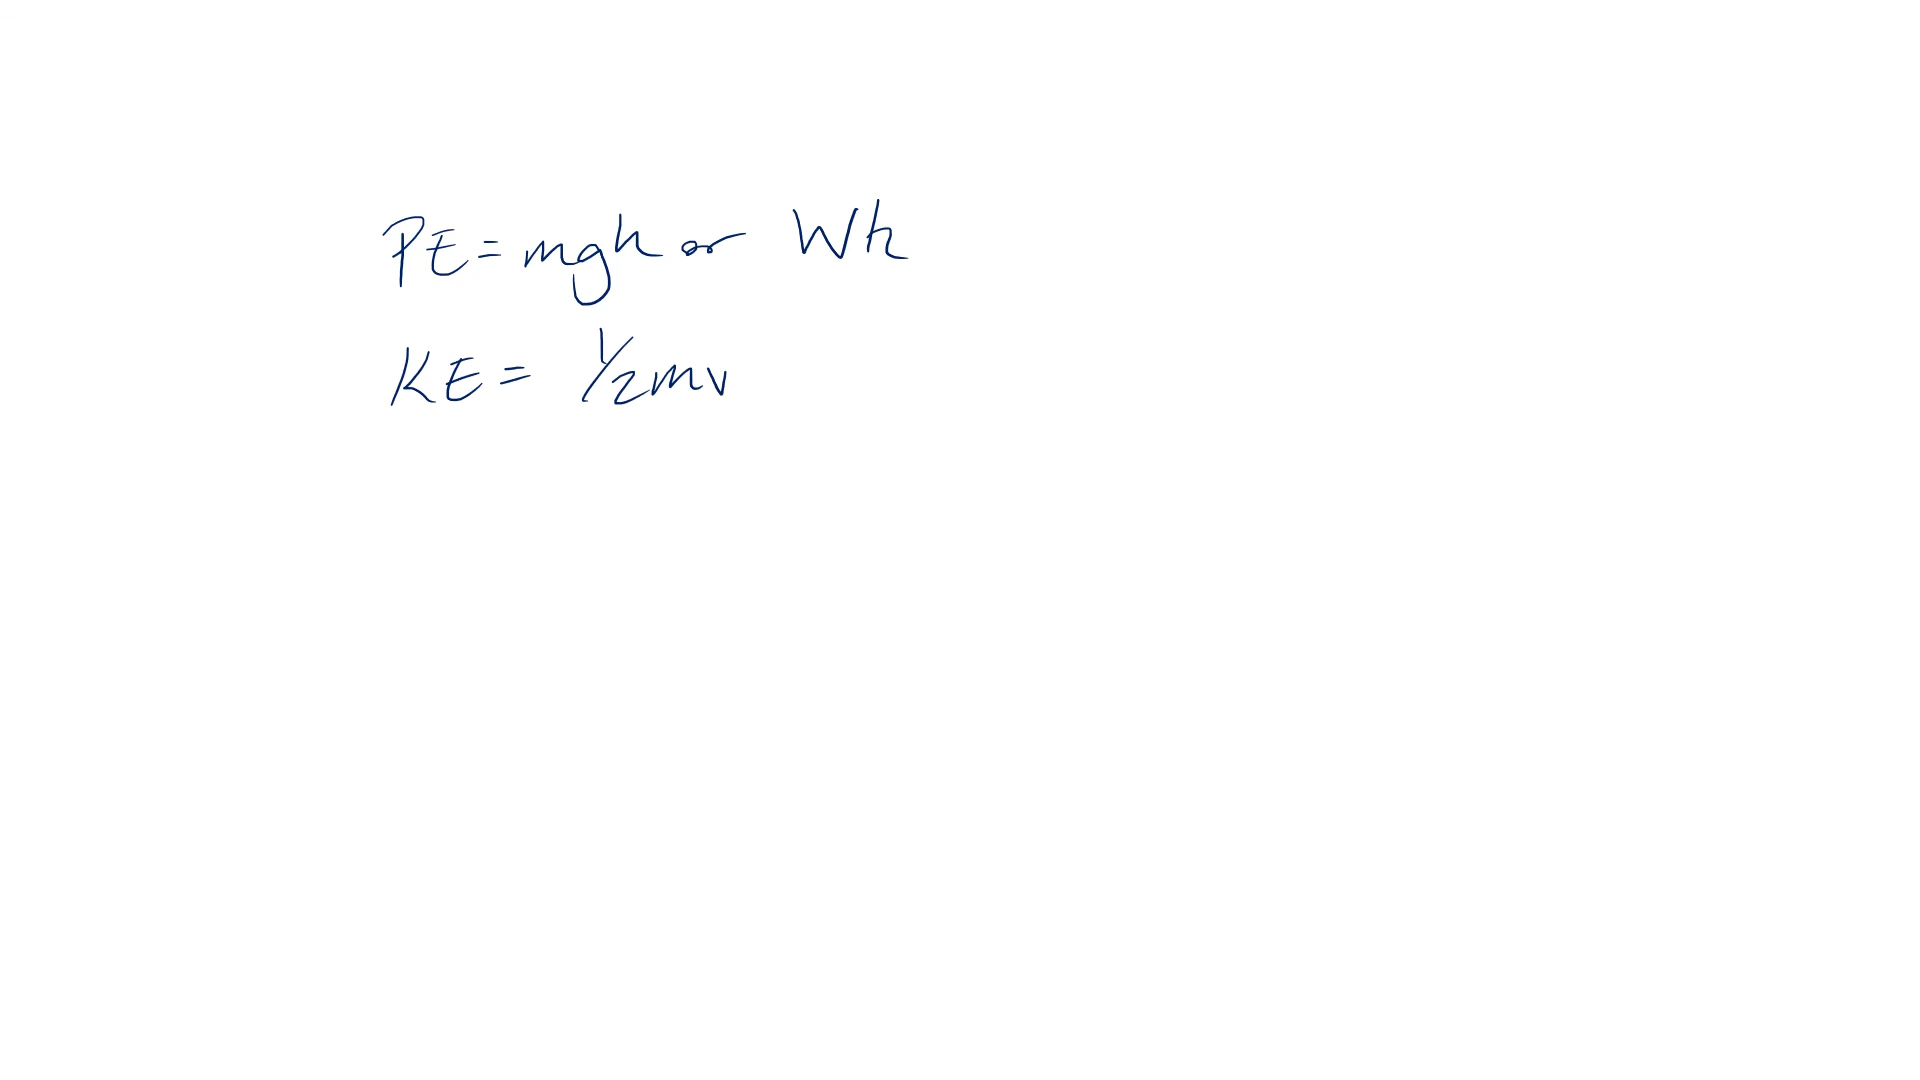 PE = mgh or Wh
KE = 1/2mv